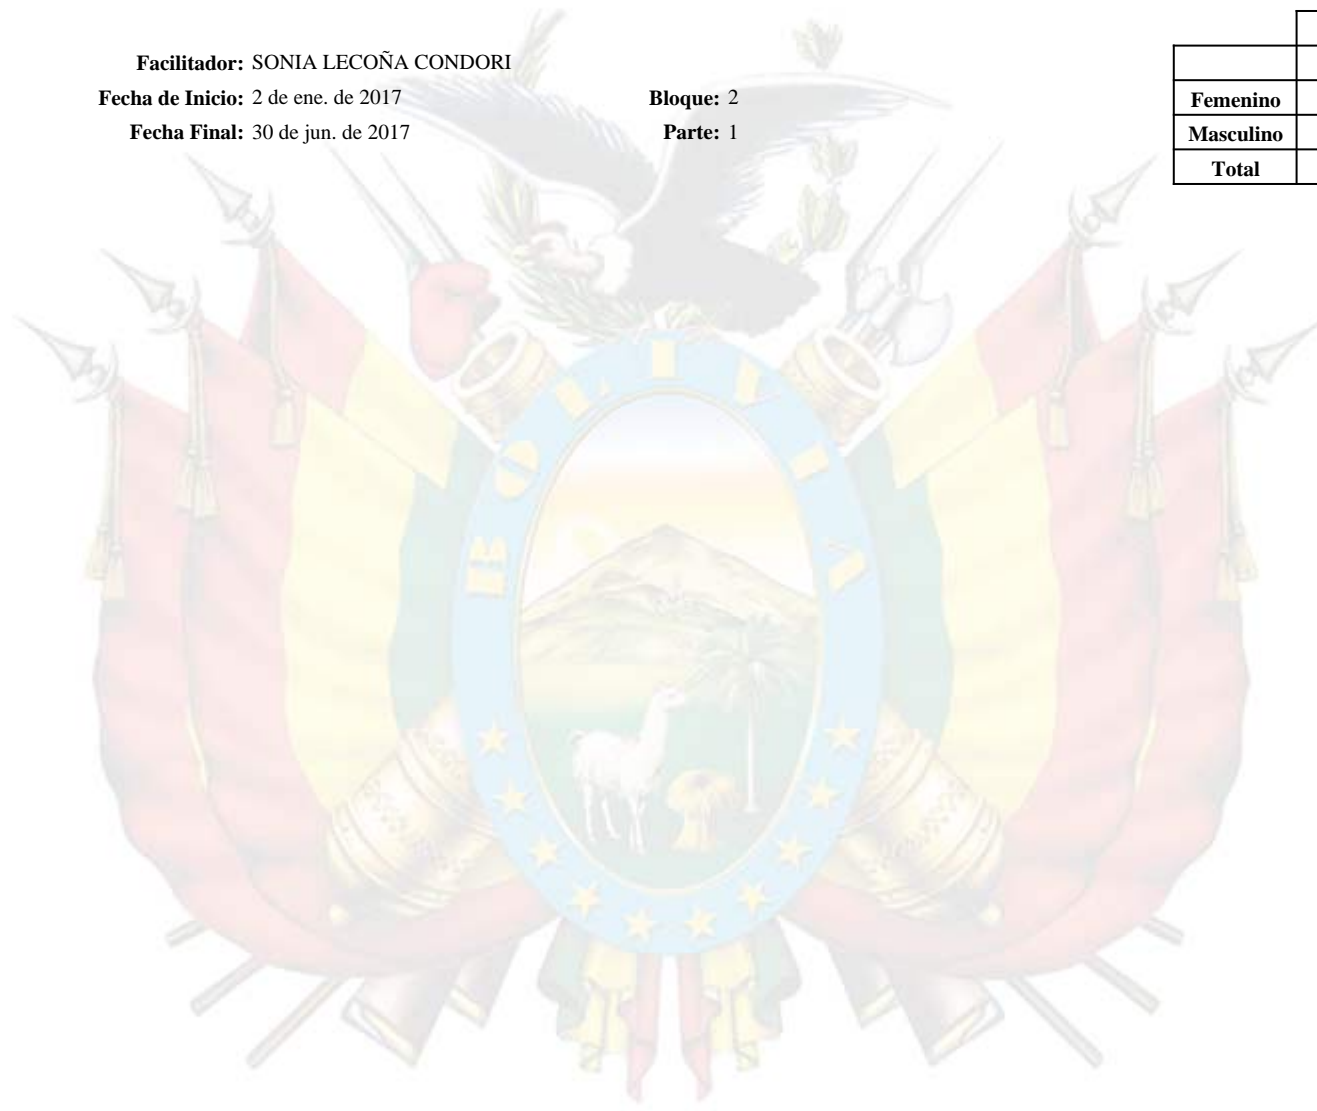 Facilitador: SONIA LECOÑA CONDORI
Fecha de Inicio: 2 de ene. de 2017 Bloque: 2
Fecha Final: 30 de jun. de 2017 Parte: 1
Femenino
Masculino
Total
BOLIVIA